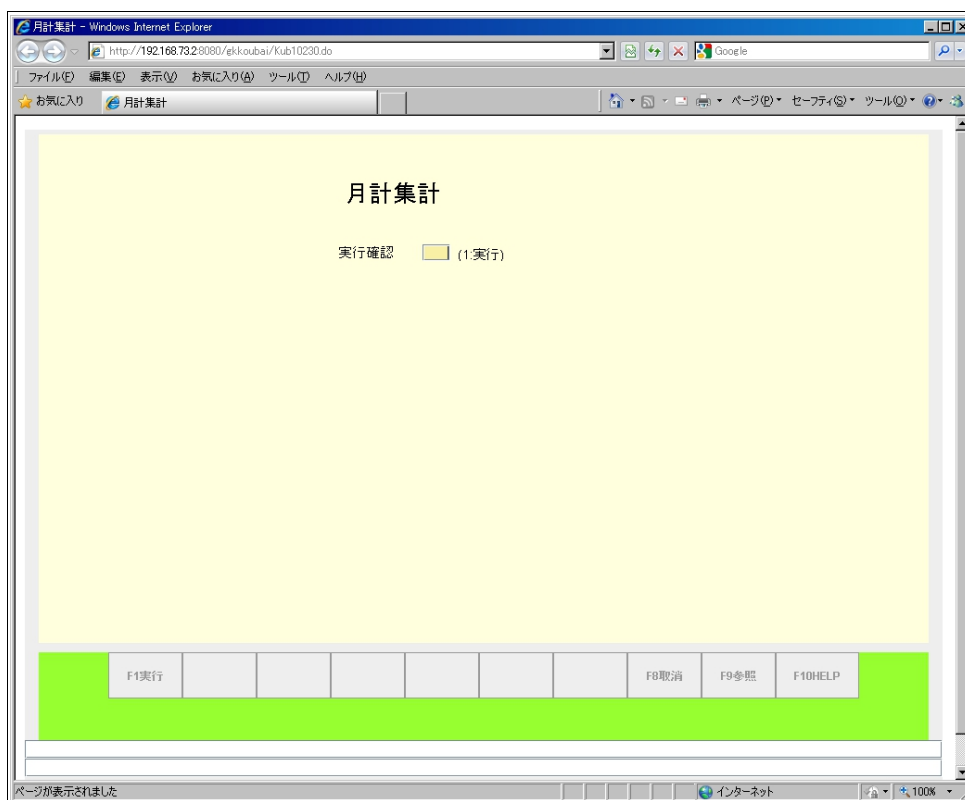 月計集計 - Windows Internet Explorer
http://192.168.73.2:8080/gkkoubai/Kub10230.do
Google
ファイル(F) 編集(E) 表示(V) お気に入り(A) ツール(T) ヘルプ(H)
お気に入り 月計集計 ページ(P) セーフティ(S) ツール(O)
月計集計
実行確認 (1:実行)
F1実行 F8取消 F9参照 F10HELP
ページが表示されました インターネット 100%